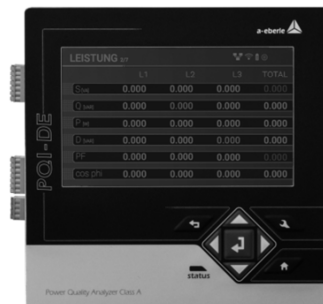 a-eberle
LEISTUNG
L1 L2 L3 TOTAL
S 0.000 0.000 0.000 0.000
Q 0.000 0.000 0.000 0.000
P 0.000 0.000 0.000 0.000
D 0.000 0.000 0.000 0.000
PF 0.000 0.000 0.000 0.000
cos phi 0.000 0.000 0.000 0.000
PQI-DE
status
Power Quality Analyzer Class A